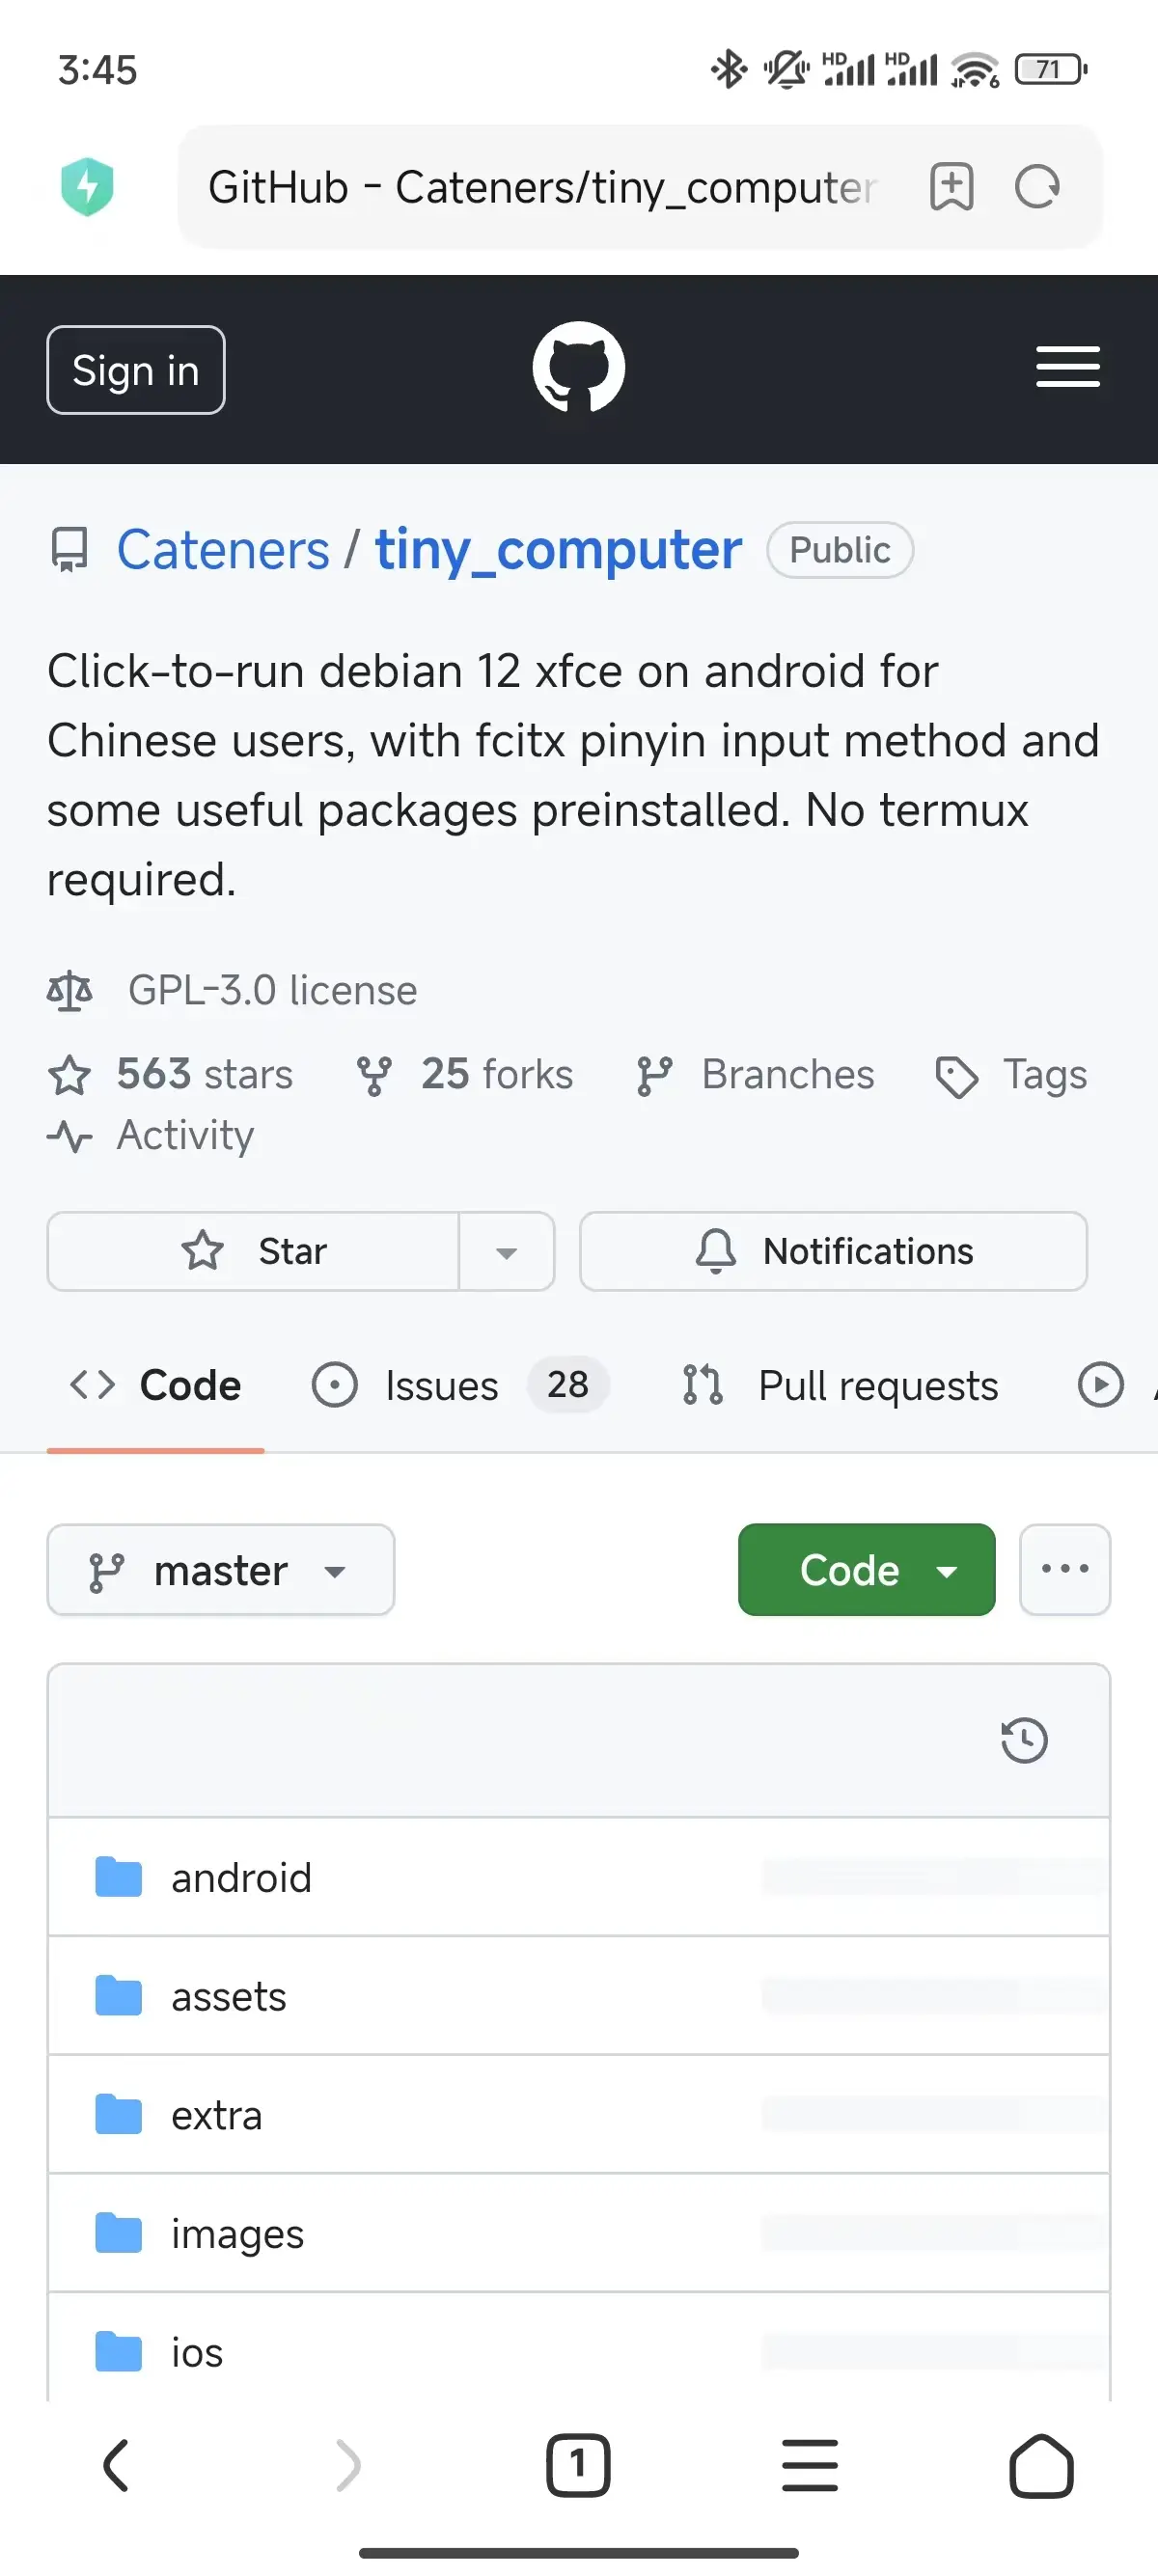 3:45
HD HD 6 71
GitHub - Cateners/tiny_computer
Sign in
Cateners / tiny_computer Public
Click-to-run debian 12 xfce on android for
Chinese users, with fcitx pinyin input method and
some useful packages preinstalled. No termux
required.
GPL-3.0 license
563 stars 25 forks Branches Tags
Activity
Star Notifications
Code Issues 28 Pull requests
master Code
android
assets
extra
images
ios
1